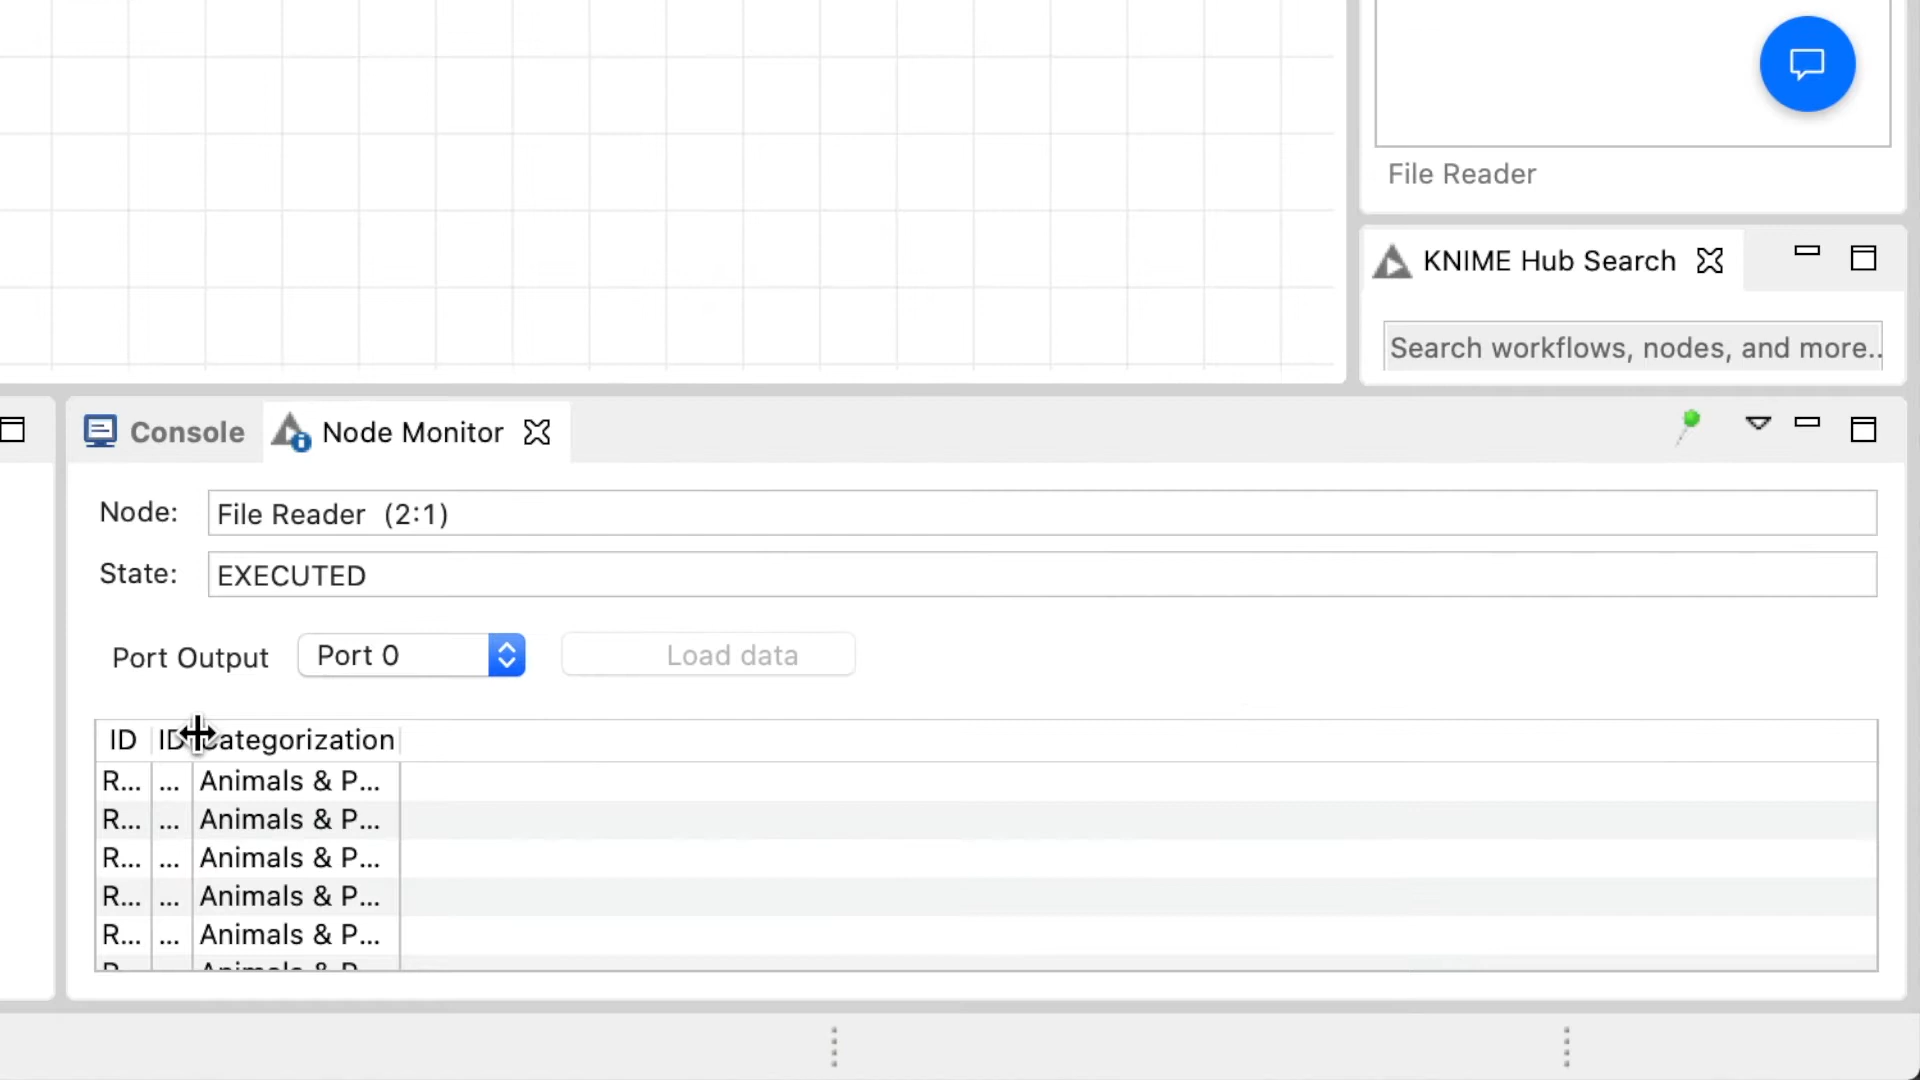 File Reader
KNIME Hub Search
Search workflows, nodes, and more..
Console
Node Monitor
Node: File Reader (2:1)
State: EXECUTED
Port Output Port 0 Load data
ID ID Categorization
R... ... Animals & P...
R... ... Animals & P...
R... ... Animals & P...
R... ... Animals & P...
R... ... Animals & P...